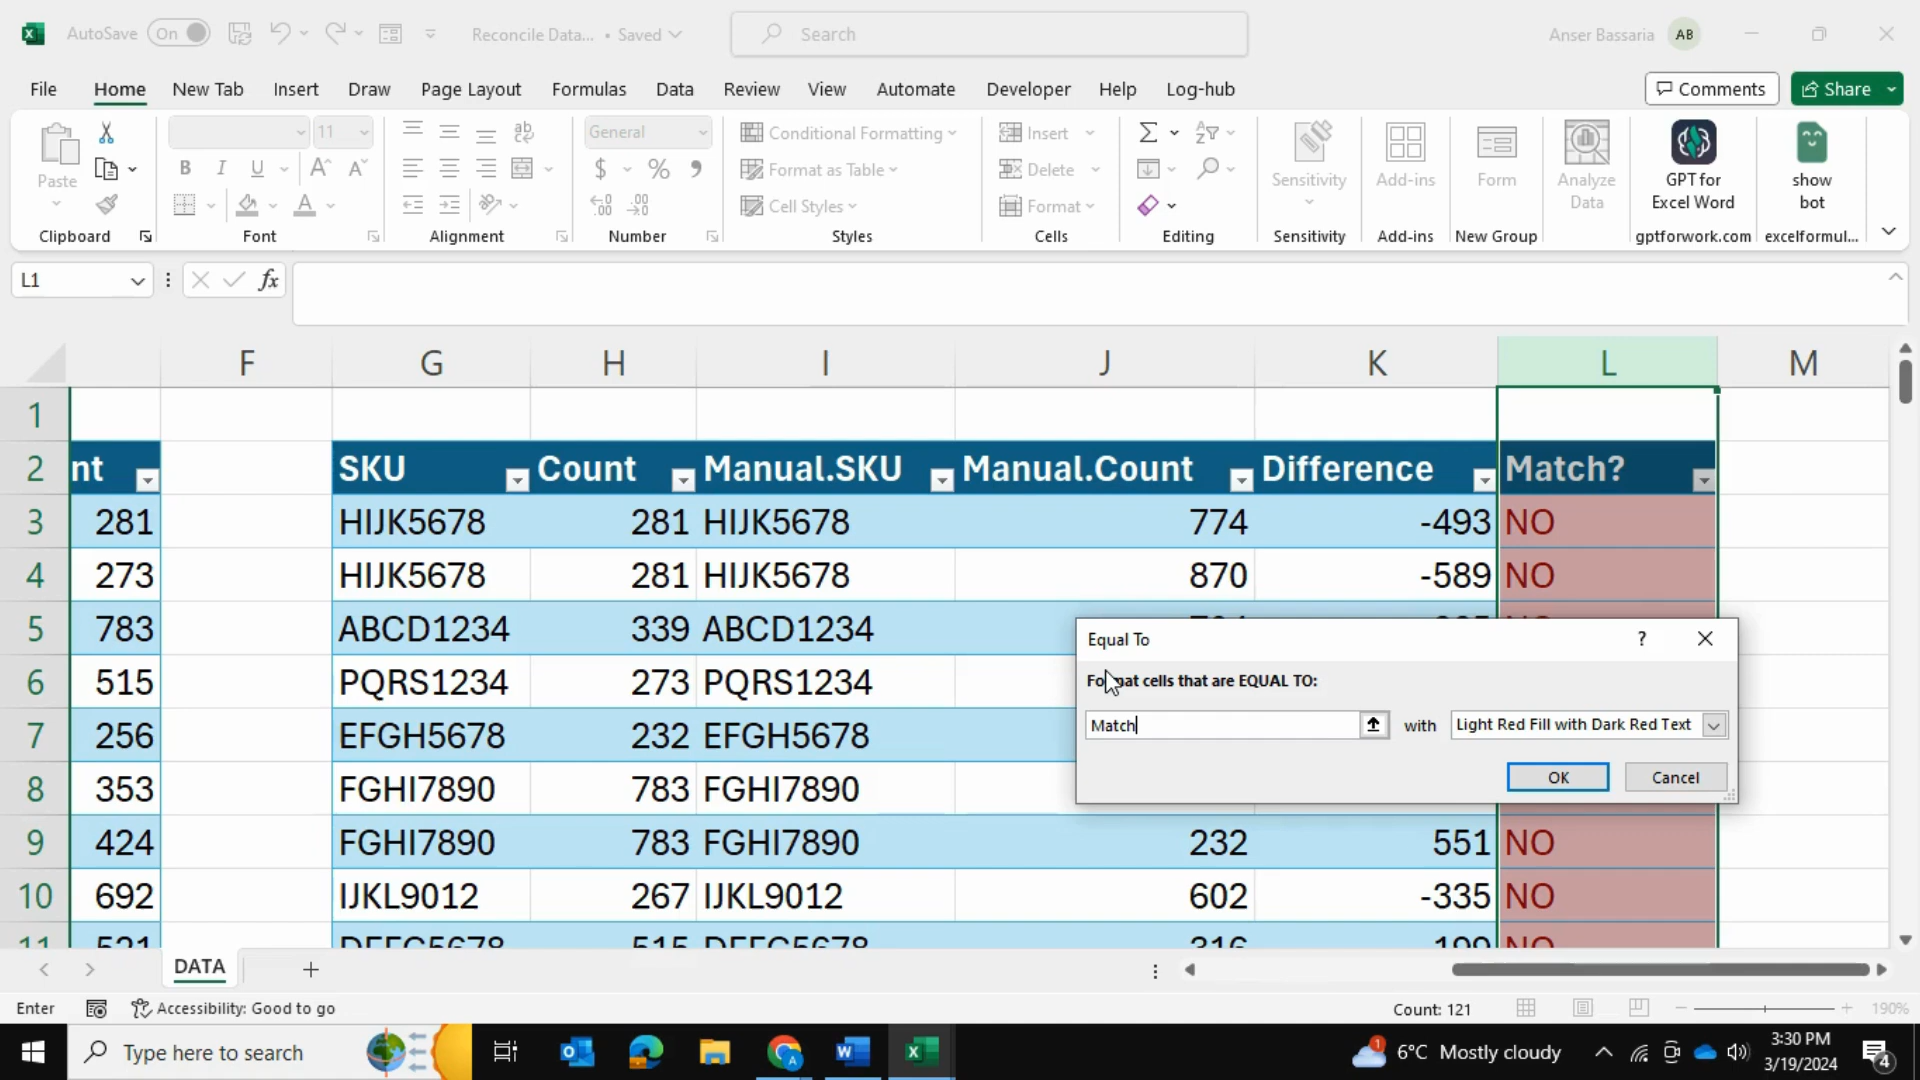 AutoSave On Reconcile Data... • Saved Search Anser Bassaria AB
File Home New Tab Insert Draw Page Layout Formulas Data Review View Automate Developer Help Log-hub Comments Share
Paste B I U 11 General $ % Conditional Formatting Format as Table Cell Styles Insert Delete Format Sensitivity Add-ins Form Analyze Data GPT for Excel Word show bot
Clipboard Font Alignment Number Styles Cells Editing Sensitivity Add-ins New Group gptforwork.com excelformul...
L1 fx
F G H I J K L M
1
2 nt SKU Count Manual.SKU Manual.Count Difference Match?
3 281 HIJK5678 281 HIJK5678 774 -493 NO
4 273 HIJK5678 281 HIJK5678 870 -589 NO
5 783 ABCD1234 339 ABCD1234
6 515 PQRS1234 273 PQRS1234
7 256 EFGH5678 232 EFGH5678
8 353 FGHI7890 783 FGHI7890
9 424 FGHI7890 783 FGHI7890 232 551 NO
10 692 IJKL9012 267 IJKL9012 602 -335 NO
Equal To ?
Format cells that are EQUAL TO:
Match with Light Red Fill with Dark Red Text
OK Cancel
DATA
Enter Accessibility: Good to go Count: 121 190%
Type here to search 1 6°C Mostly cloudy 3:30 PM
3/19/2024 4